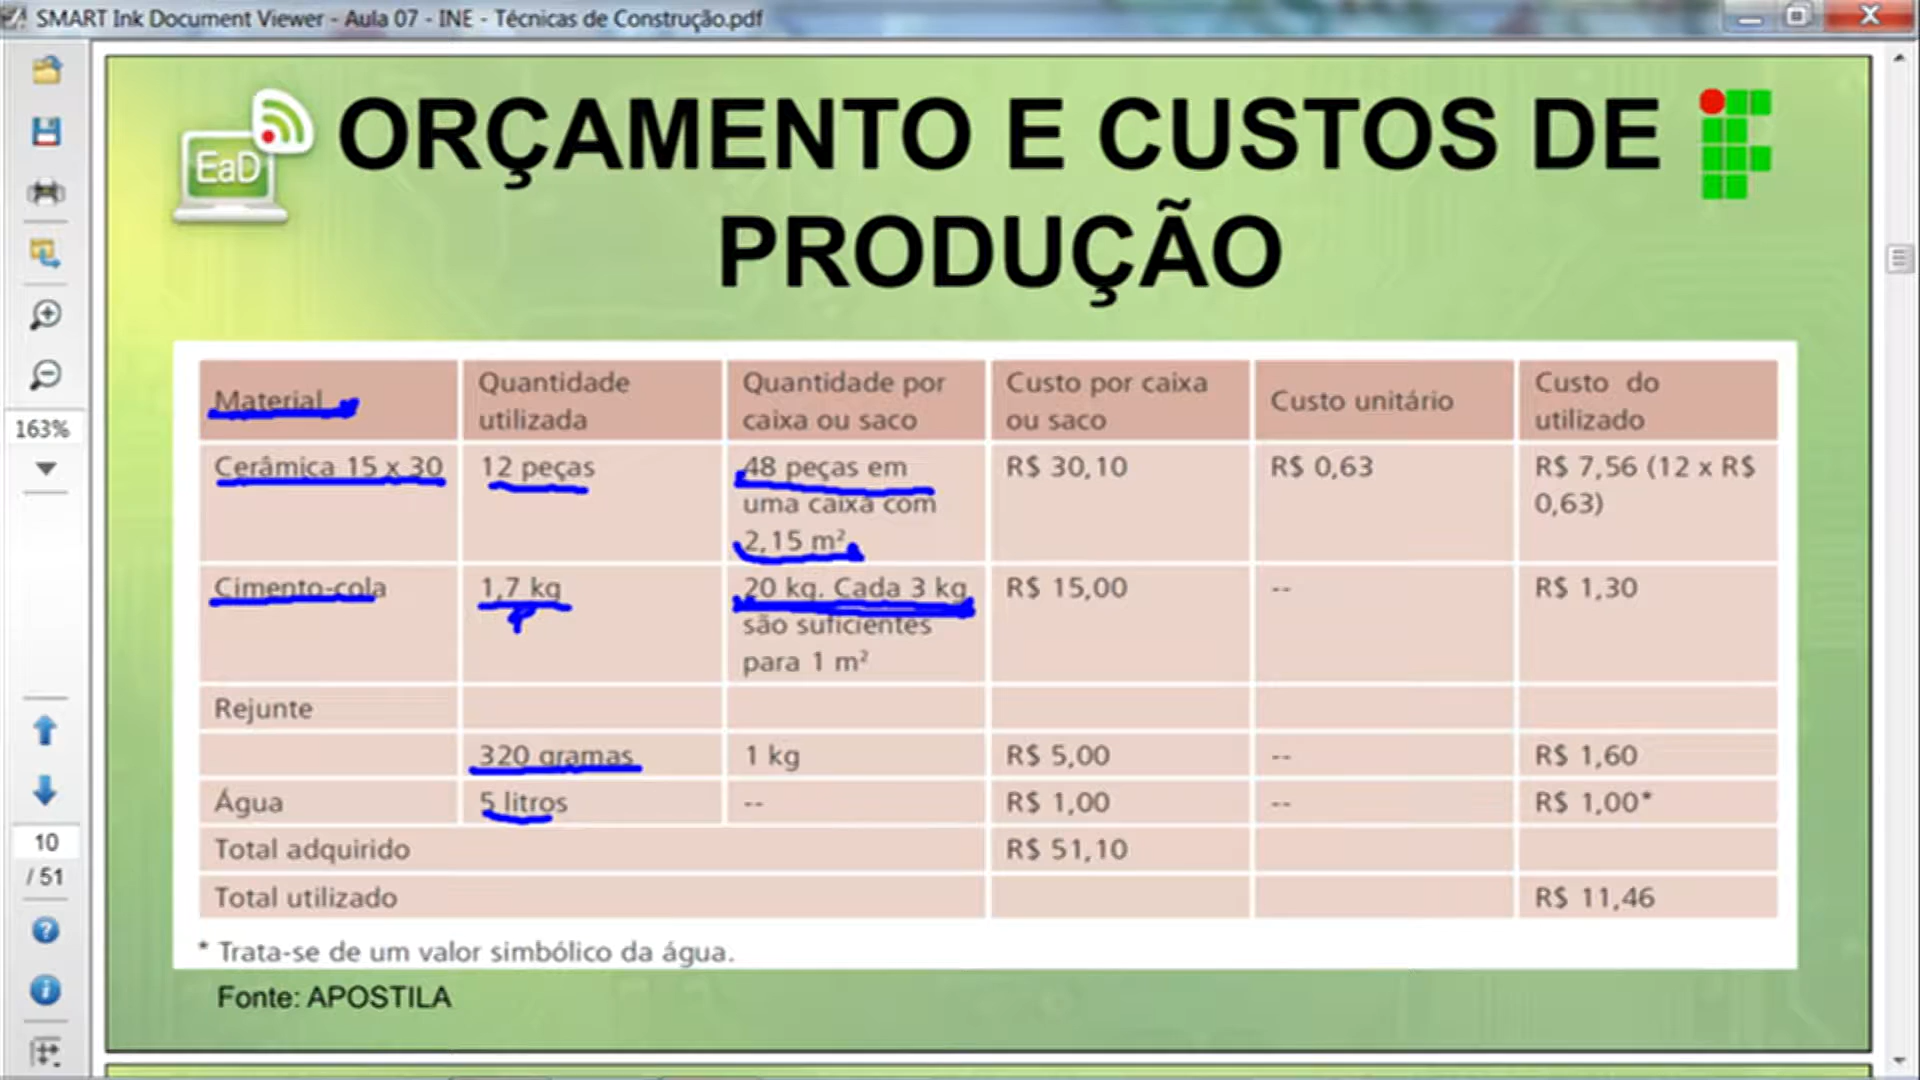 SMART Ink Document Viewer - Aula 07 - INE - Técnicas de Construção.pdf
EaD
ORÇAMENTO E CUSTOS DE
PRODUÇÃO
163%
10
/ 51
Material
Quantidade
utilizada
Quantidade por
caixa ou saco
Custo por caixa
ou saco
Custo unitário
Custo do
utilizado
Cerâmica 15 x 30
12 peças
48 peças em
uma caixa com
2,15 m²
R$ 30,10
R$ 0,63
R$ 7,56 (12 x R$
0,63)
Cimento-cola
1,7 kg
20 kg. Cada 3 kg
são suficientes
para 1 m²
R$ 15,00
--
R$ 1,30
Rejunte
320 gramas
1 kg
R$ 5,00
--
R$ 1,60
Água
5 litros
--
R$ 1,00
--
R$ 1,00*
Total adquirido
R$ 51,10
Total utilizado
R$ 11,46
* Trata-se de um valor simbólico da água.
Fonte: APOSTILA